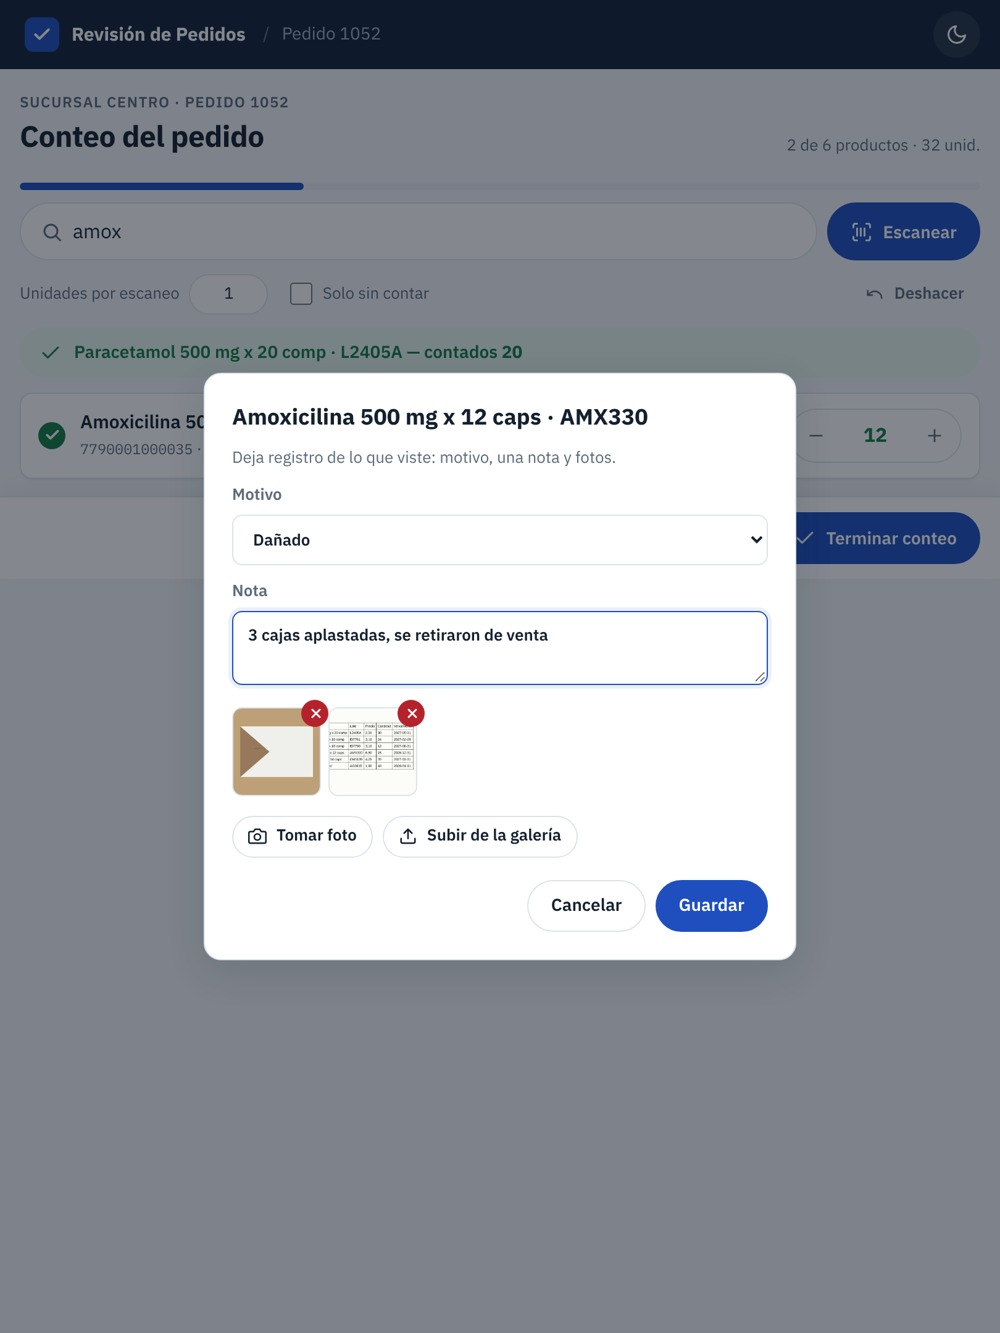 Revisión de Pedidos / Pedido 1052
SUCURSAL CENTRO · PEDIDO 1052
Conteo del pedido
2 de 6 productos · 32 unid.
amox
Escanear
Unidades por escaneo 1 Solo sin contar Deshacer
Paracetamol 500 mg x 20 comp · L2405A — contados 20
Amoxicilina 50
7790001000035 ·
12
Terminar conteo
Amoxicilina 500 mg x 12 caps · AMX330
Deja registro de lo que viste: motivo, una nota y fotos.
Motivo
Dañado
Nota
3 cajas aplastadas, se retiraron de venta
Tomar foto
Subir de la galería
Cancelar
Guardar